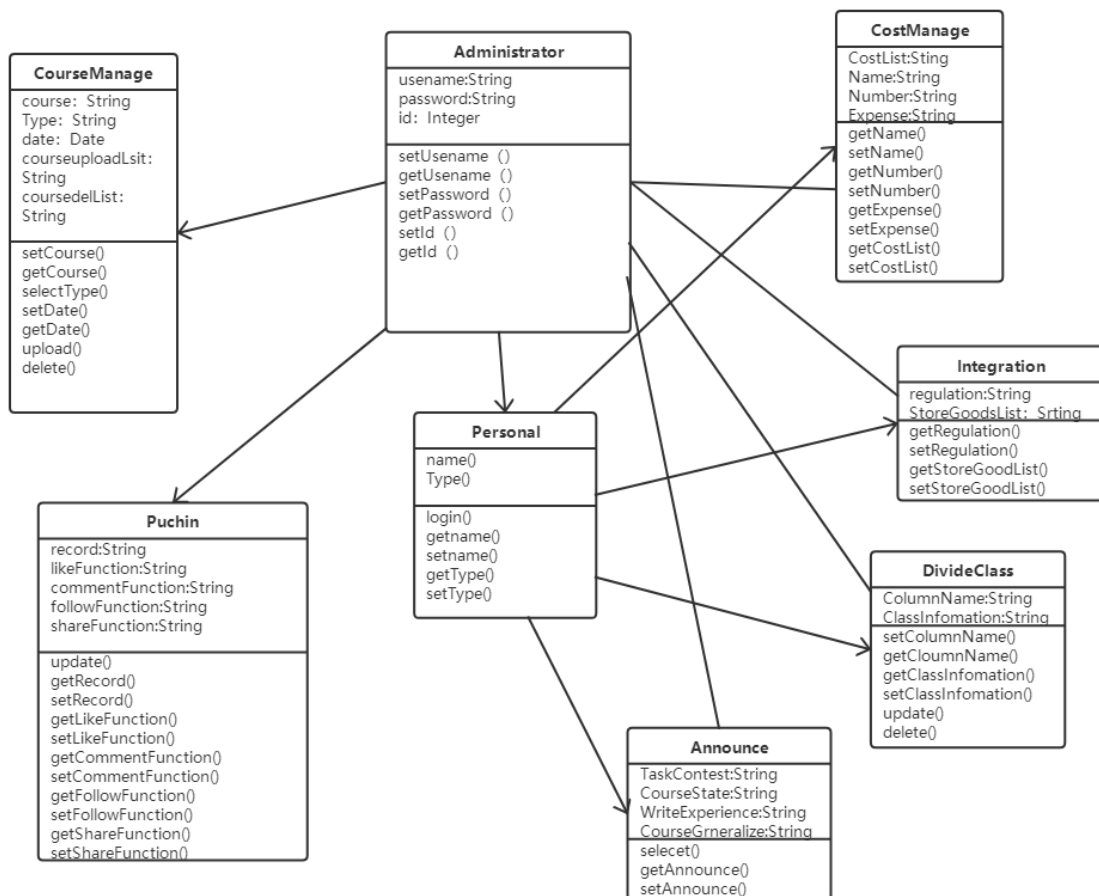 CourseManage
course: String
Type: String
date: Date
courseuploadLsit:
String
coursedelList:
String
setCourse()
getCourse()
selectType()
setDate()
getDate()
upload()
delete()
Administrator
usename:String
password:String
id: Integer
setUsename ()
getUsename ()
setPassword ()
getPassword ()
setId ()
getId ()
CostManage
CostList:Sting
Name:String
Number:String
Expense:String
getName()
setName()
getNumber()
setNumber()
getExpense()
setExpense()
getCostList()
setCostList()
Integration
regulation:String
StoreGoodsList: Srting
getRegulation()
setRegulation()
getStoreGoodList()
setStoreGoodList()
Personal
name()
Type()
login()
getname()
setname()
getType()
setType()
Puchin
record:String
likeFunction:String
commentFunction:String
followFunction:String
shareFunction:String
update()
getRecord()
setRecord()
getLikeFunction()
setLikeFunction()
getCommentFunction()
setCommentFunction()
getFollowFunction()
setFollowFunction()
getShareFunction()
setShareFunction()
DivideClass
ColumnName:String
ClassInfomation:String
setColumnName()
getCloumnName()
getClassInfomation()
setClassInfomation()
update()
delete()
Announce
TaskContest:String
CourseState:String
WriteExperience:String
CourseGrneralize:String
selecet()
getAnnounce()
setAnnounce()